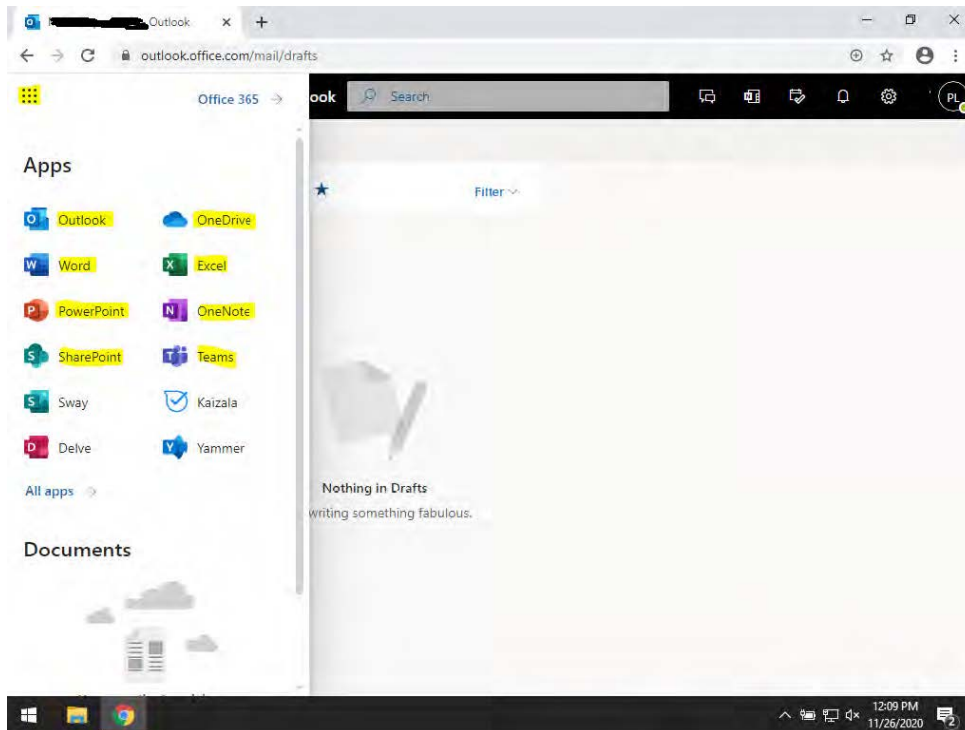 Outlook
outlook.office.com/mail/drafts
Office 365
ook
Search
PL
Apps
Filter
Outlook
OneDrive
Word
Excel
PowerPoint
OneNote
SharePoint
Teams
Sway
Kaizala
Delve
Yammer
All apps
Nothing in Drafts
writing something fabulous.
Documents
12:09 PM
11/26/2020
2